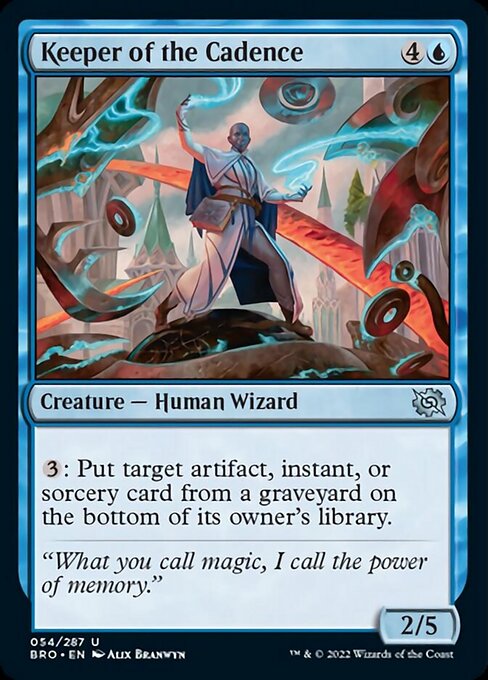 Keeper of the Cadence 4
Creature — Human Wizard
3: Put target artifact, instant, or
sorcery card from a graveyard on
the bottom of its owner's library.
"What you call magic, I call the power
of memory."
2/5
054/287 U
BRO • EN Alix Branwyn
™ & © 2022 Wizards of the Coast